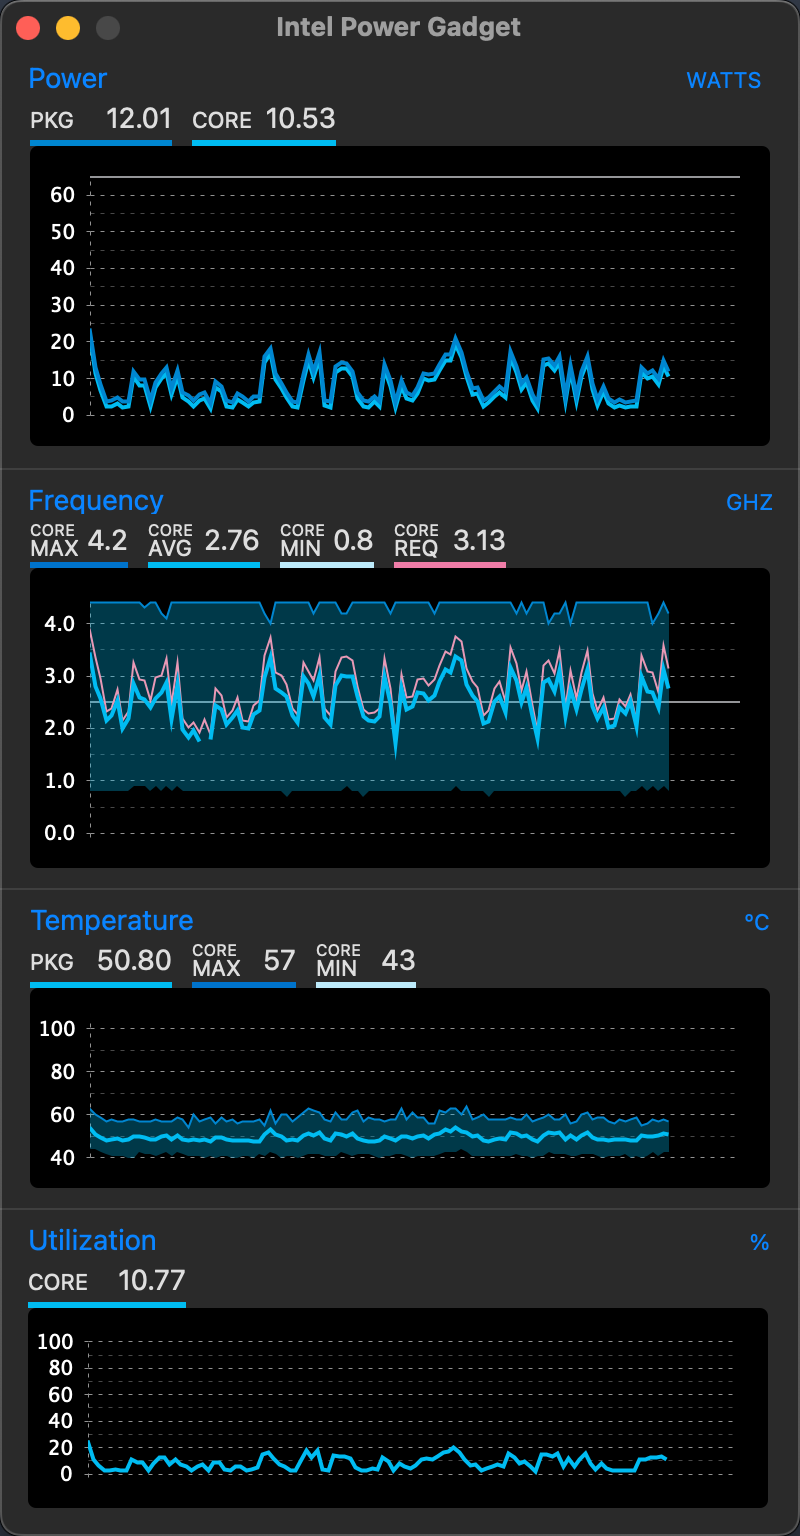 Intel Power Gadget
Power WATTS
PKG 12.01 CORE 10.53
60
50
40
30
20
10
0
Frequency GHZ
CORE MAX 4.2 CORE AVG 2.76 CORE MIN 0.8 CORE REQ 3.13
4.0
3.0
2.0
1.0
0.0
Temperature ºC
PKG 50.80 CORE MAX 57 CORE MIN 43
100
80
60
40
Utilization %
CORE 10.77
100
80
60
40
20
0